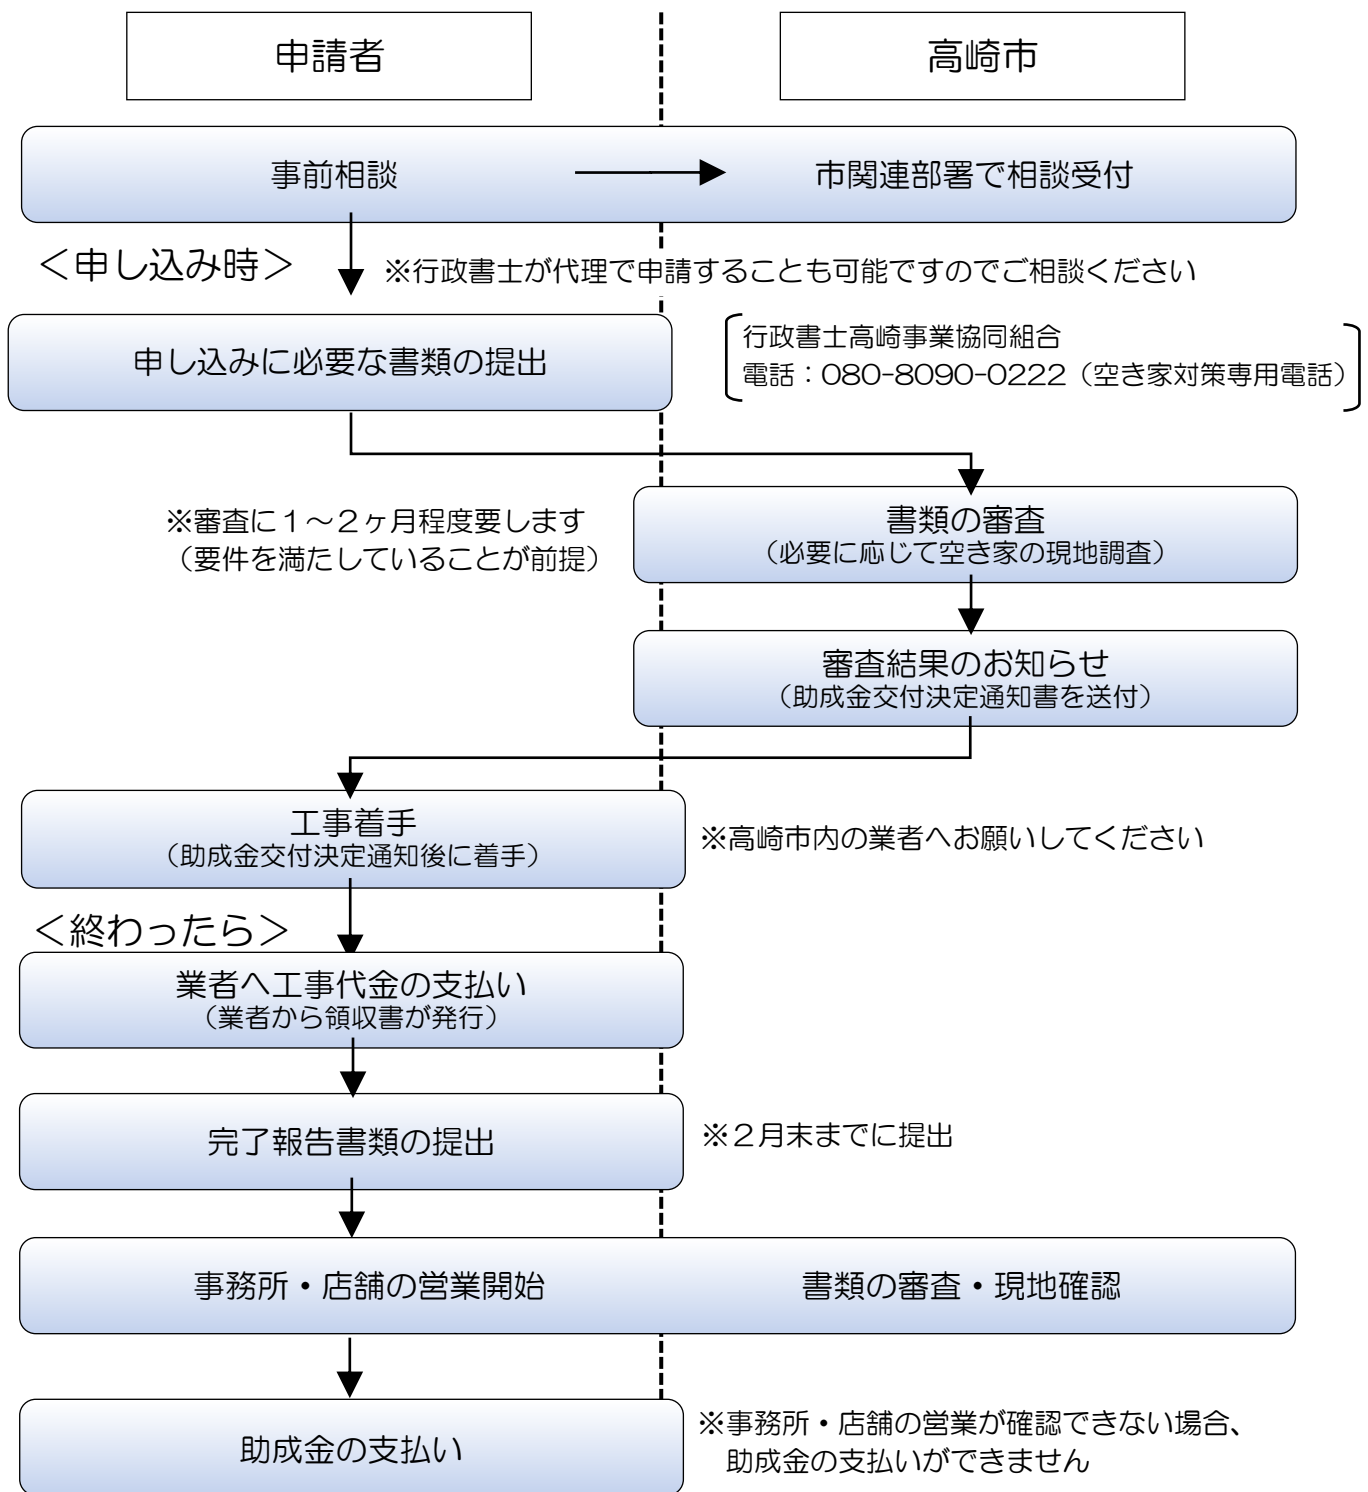 申請者
高崎市
事前相談
市関連部署で相談受付
＜申し込み時＞
※行政書士が代理で申請することも可能ですのでご相談ください
申し込みに必要な書類の提出
行政書士高崎事業協同組合
電話：080-8090-0222（空き家対策専用電話）
※審査に１～２ヶ月程度要します
（要件を満たしていることが前提）
書類の審査
（必要に応じて空き家の現地調査）
審査結果のお知らせ
（助成金交付決定通知書を送付）
工事着手
（助成金交付決定通知後に着手）
※高崎市内の業者へお願いしてください
＜終わったら＞
業者へ工事代金の支払い
（業者から領収書が発行）
完了報告書類の提出
※２月末までに提出
事務所・店舗の営業開始
書類の審査・現地確認
助成金の支払い
※事務所・店舗の営業が確認できない場合、
助成金の支払いができません